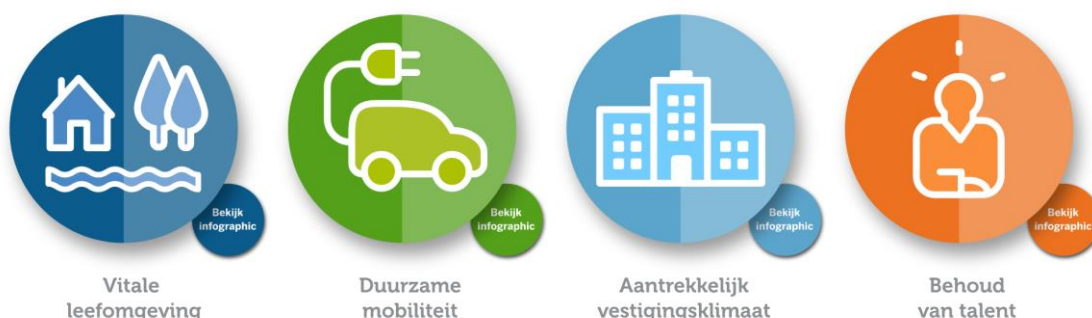 Bekijk
infographic
Bekijk
infographic
Bekijk
infographic
Bekijk
infographic
Vitale
leefomgeving
Duurzame
mobiliteit
Aantrekkelijk
vestigingsklimaat
Behoud
van talent